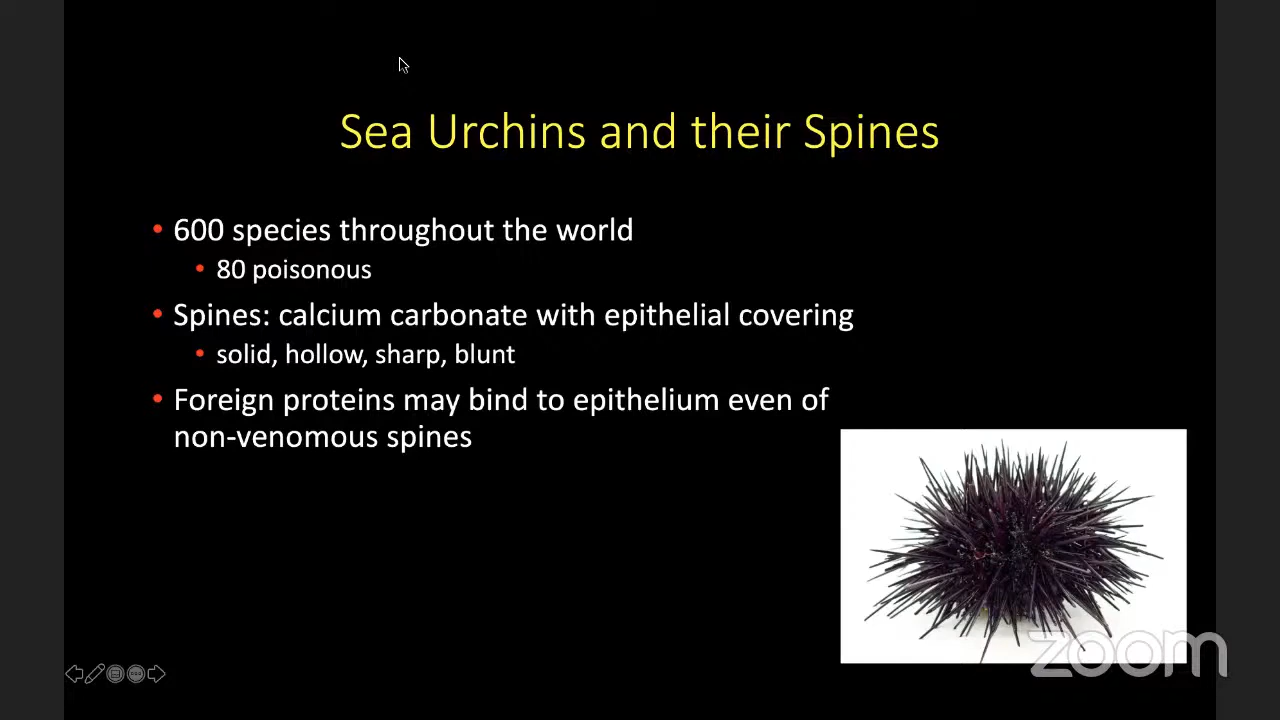 Sea Urchins and their Spines
• 600 species throughout the world
• 80 poisonous
• Spines: calcium carbonate with epithelial covering
• solid, hollow, sharp, blunt
• Foreign proteins may bind to epithelium even of
non-venomous spines
zoom